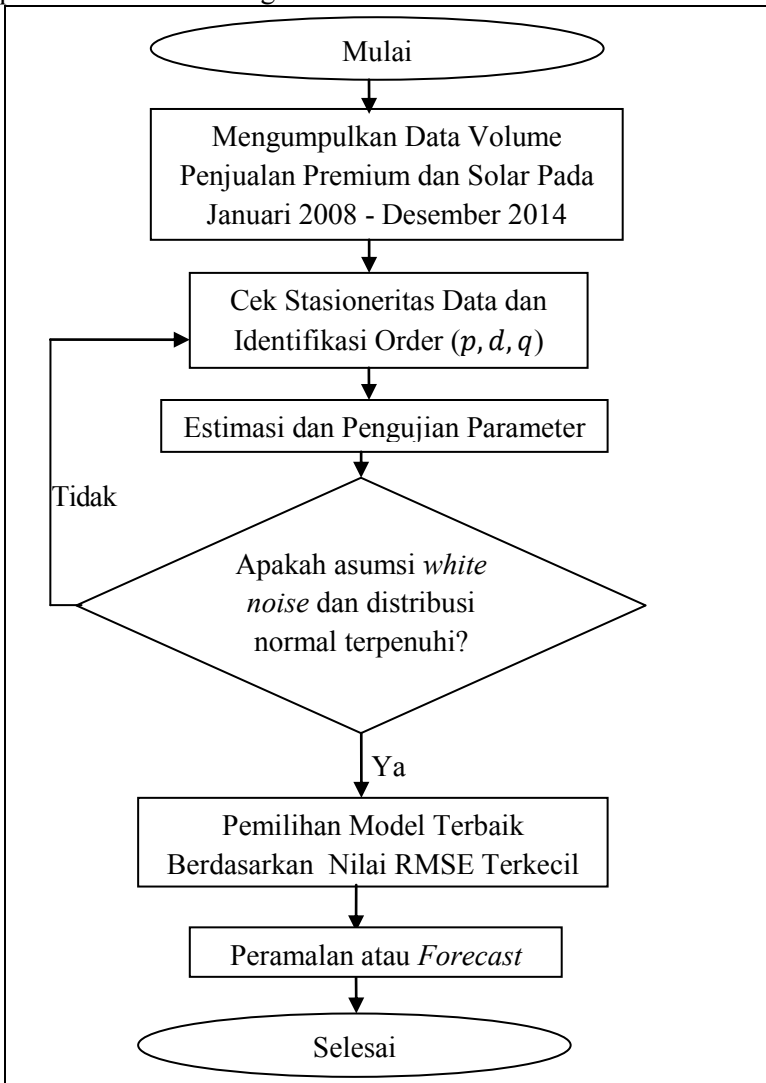 Mulai
Mengumpulkan Data Volume
Penjualan Premium dan Solar Pada
Januari 2008 - Desember 2014
Cek Stasioneritas Data dan
Identifikasi Order (p, d, q)
Estimasi dan Pengujian Parameter
Tidak
Apakah asumsi white
noise dan distribusi
normal terpenuhi?
Ya
Pemilihan Model Terbaik
Berdasarkan Nilai RMSE Terkecil
Peramalan atau Forecast
Selesai